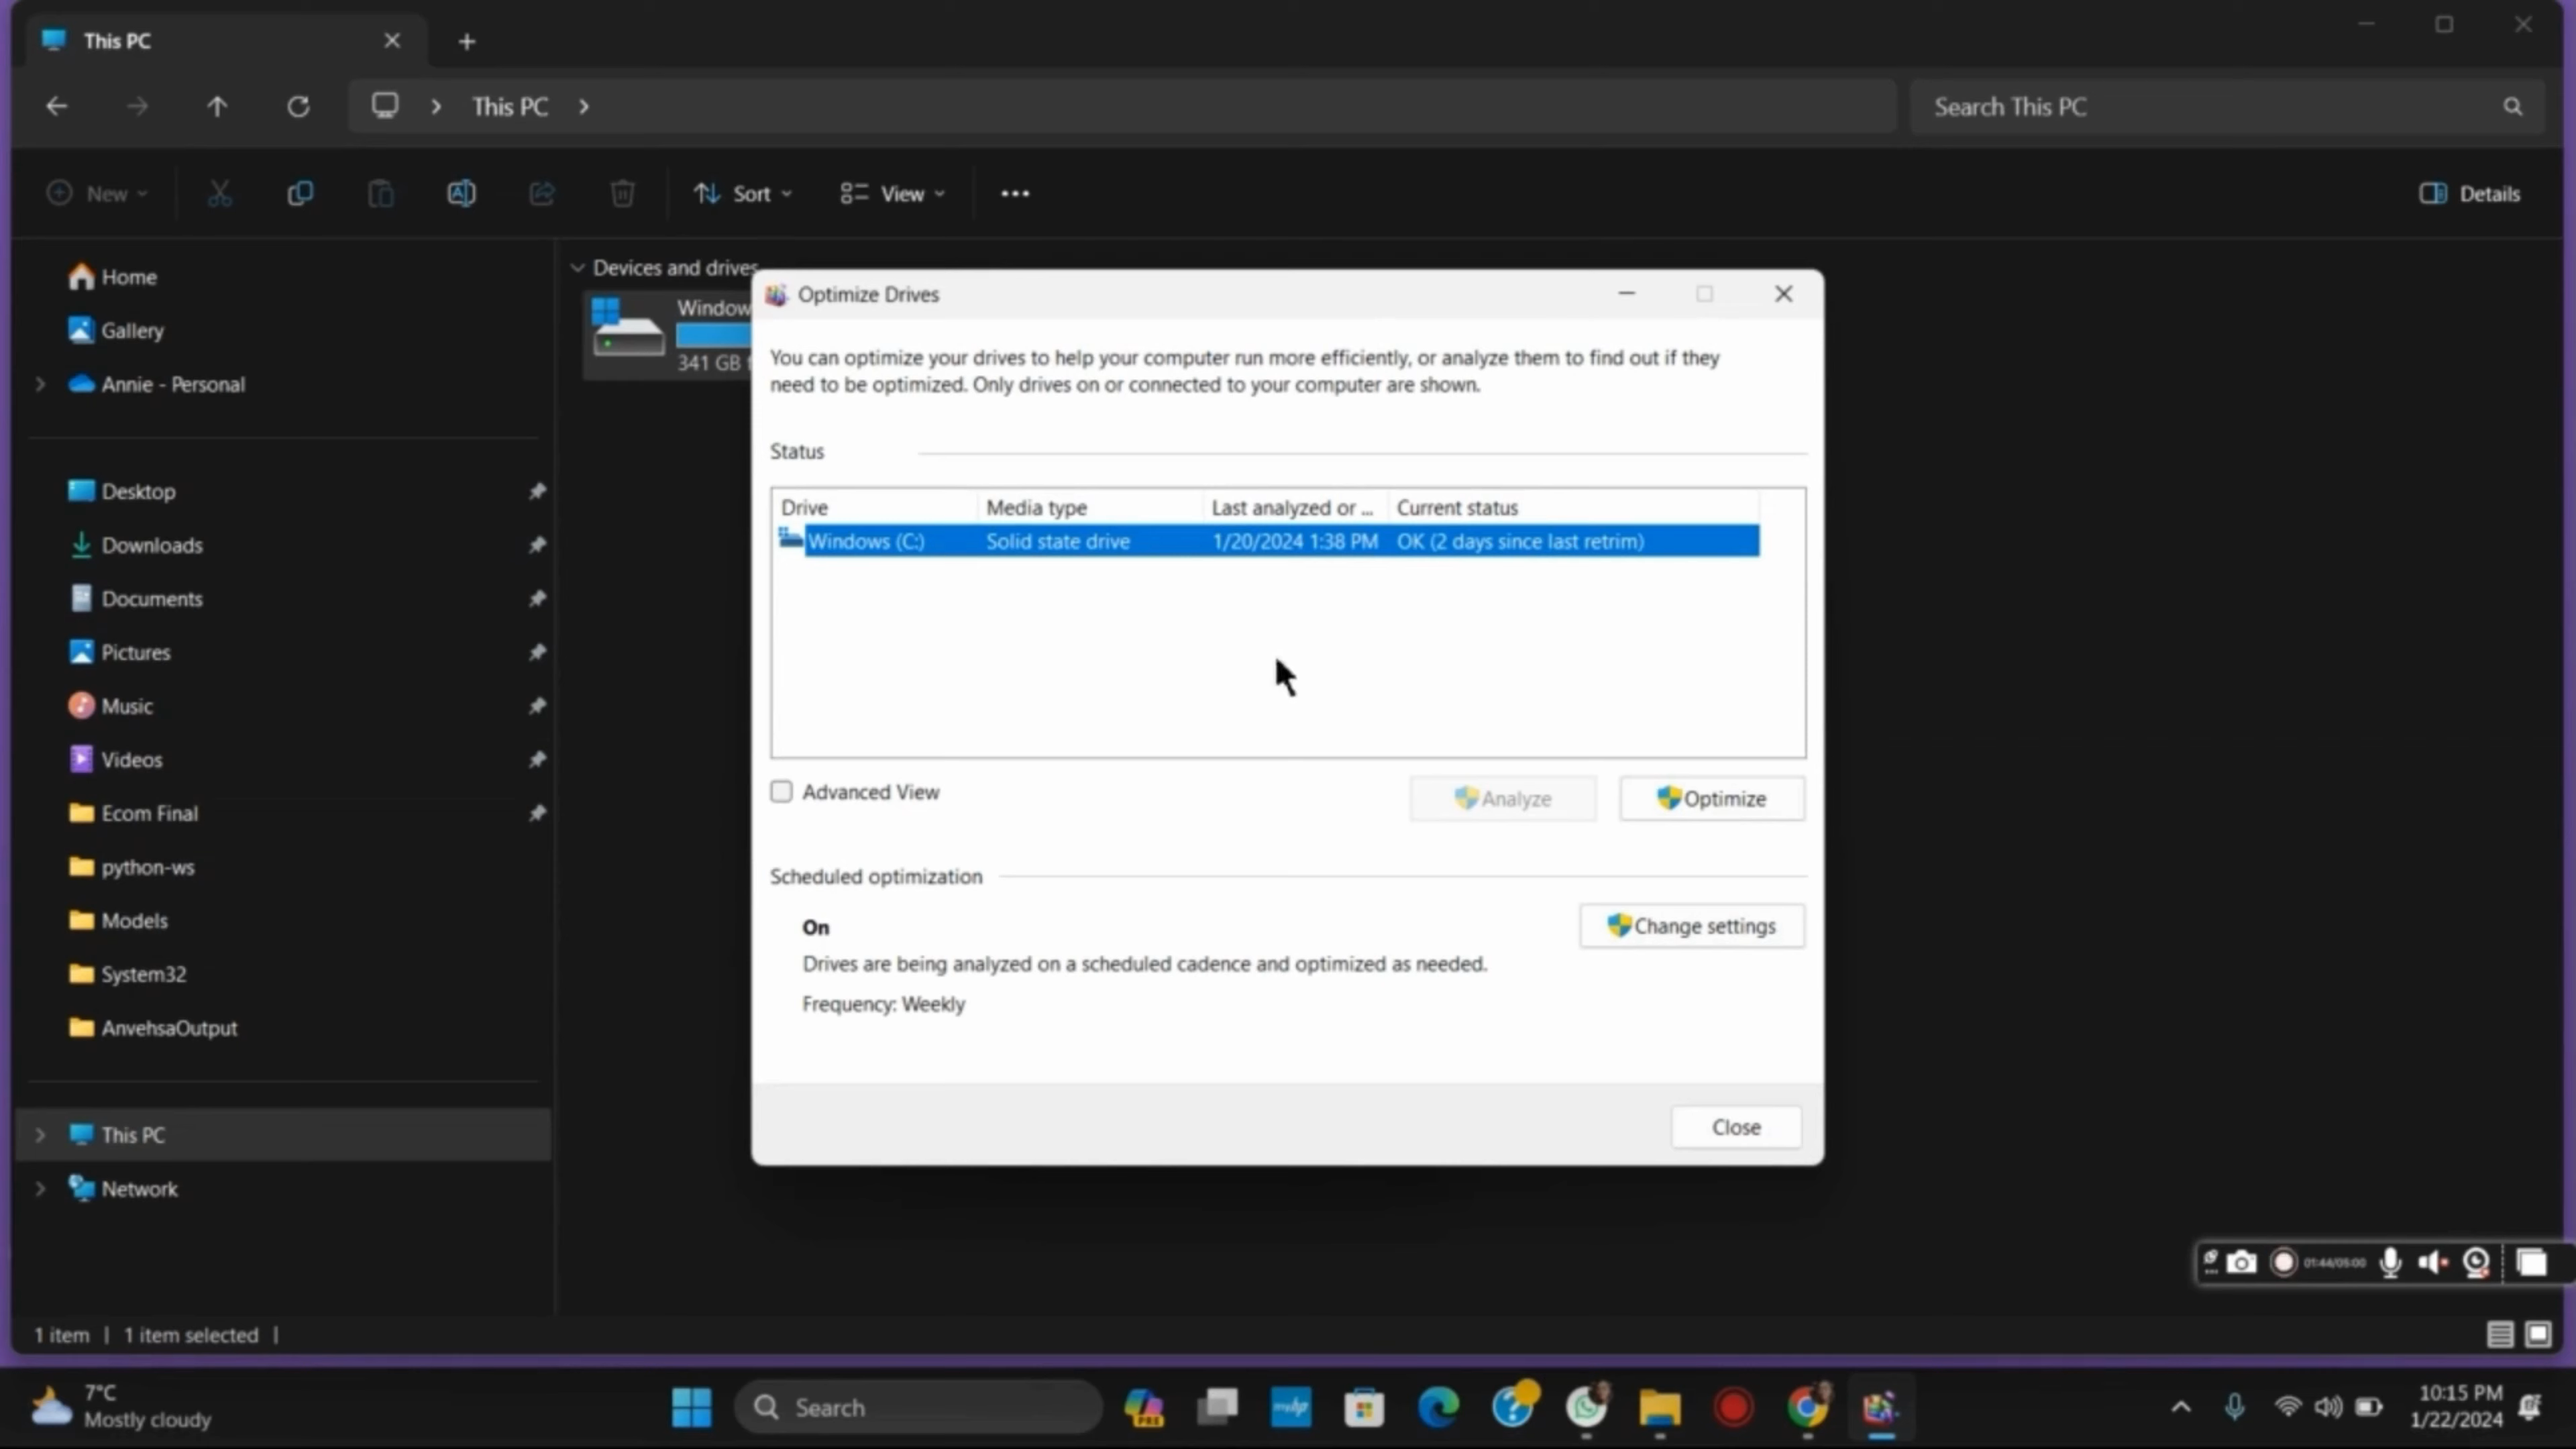 This PC
This PC
Search This PC
New
Sort
View
Details
Home
Gallery
Annie - Personal
Desktop
Downloads
Documents
Pictures
Music
Videos
Ecom Final
python-ws
Models
System32
AnvehsaOutput
This PC
Network
Devices and drives
Window
341 GB f
Optimize Drives
You can optimize your drives to help your computer run more efficiently, or analyze them to find out if they
need to be optimized. Only drives on or connected to your computer are shown.
Status
Drive Media type Last analyzed or ... Current status
Windows (C:) Solid state drive 1/20/2024 1:38 PM OK (2 days since last retrim)
Advanced View
Analyze
Optimize
Scheduled optimization
On
Change settings
Drives are being analyzed on a scheduled cadence and optimized as needed.
Frequency: Weekly
Close
01:44/05:00
1 item | 1 item selected |
7°C
Mostly cloudy
Search
PRE
myhp
10:15 PM
1/22/2024